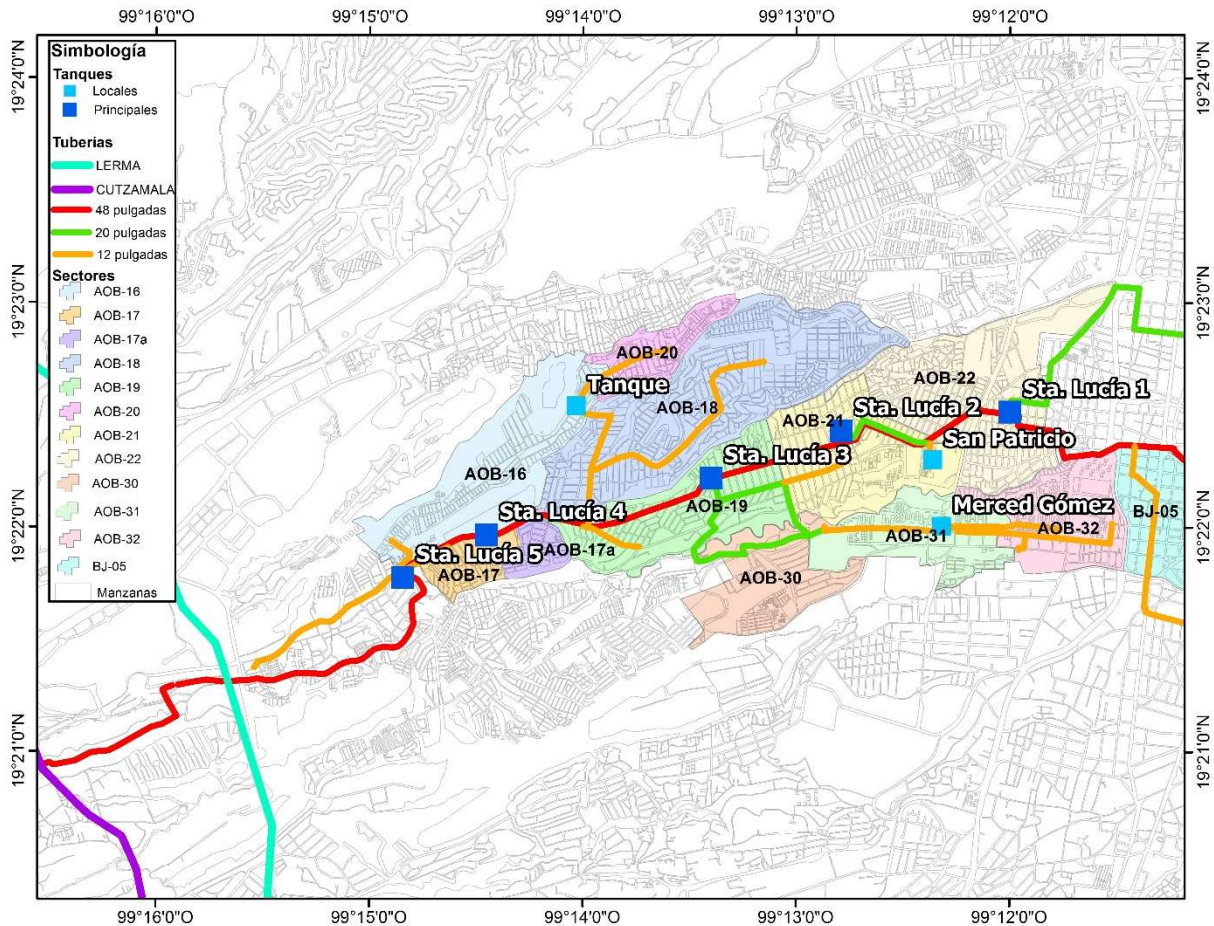 99°16'0"O 99°15'0"O 99°14'0"O 99°13'0"O 99°12'0"O
Simbología
Tanques
Locales
Principales
Tuberías
LERMA
CUTZAMALA
48 pulgadas
20 pulgadas
12 pulgadas
Sectores
AOB-16
AOB-17
AOB-17a
AOB-18
AOB-19
AOB-20
AOB-21
AOB-22
AOB-30
AOB-31
AOB-32
BJ-05
Manzanas
19°24'0"N
19°23'0"N
19°22'0"N
19°21'0"N
AOB-20
Tanque
AOB-18
AOB-22
Sta. Lucía 1
AOB-21
Sta. Lucía 2
San Patricio
AOB-16
Sta. Lucía 3
Sta. Lucía 4
AOB-19
Merced Gómez
BJ-05
Sta. Lucía 5
AOB-17a
AOB-31
AOB-32
AOB-17
AOB-30
19°24'0"N
19°23'0"N
19°22'0"N
19°21'0"N
99°16'0"O 99°15'0"O 99°14'0"O 99°13'0"O 99°12'0"O